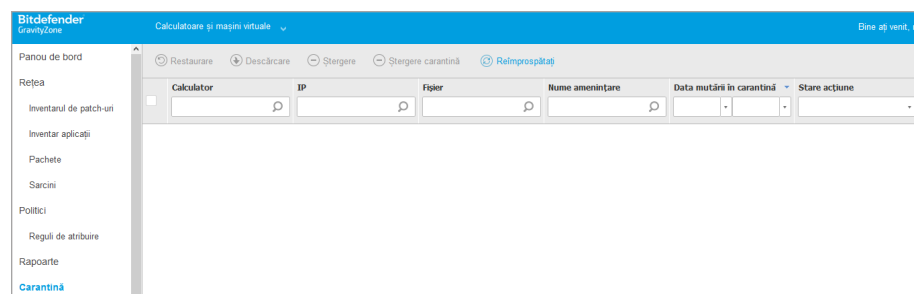 Bitdefender
GravityZone
Calculatoare și mașini virtuale
Bine ați venit,
Panou de bord
Restaurare
Descărcare
Ștergere
Ștergere carantină
Reîmprospătați
Rețea
Inventarul de patch-uri
Inventar aplicații
Pachete
Sarcini
Politici
Reguli de atribuire
Rapoarte
Carantină
Calculator
IP
Fișier
Nume amenințare
Data mutării în carantină
Stare acțiune